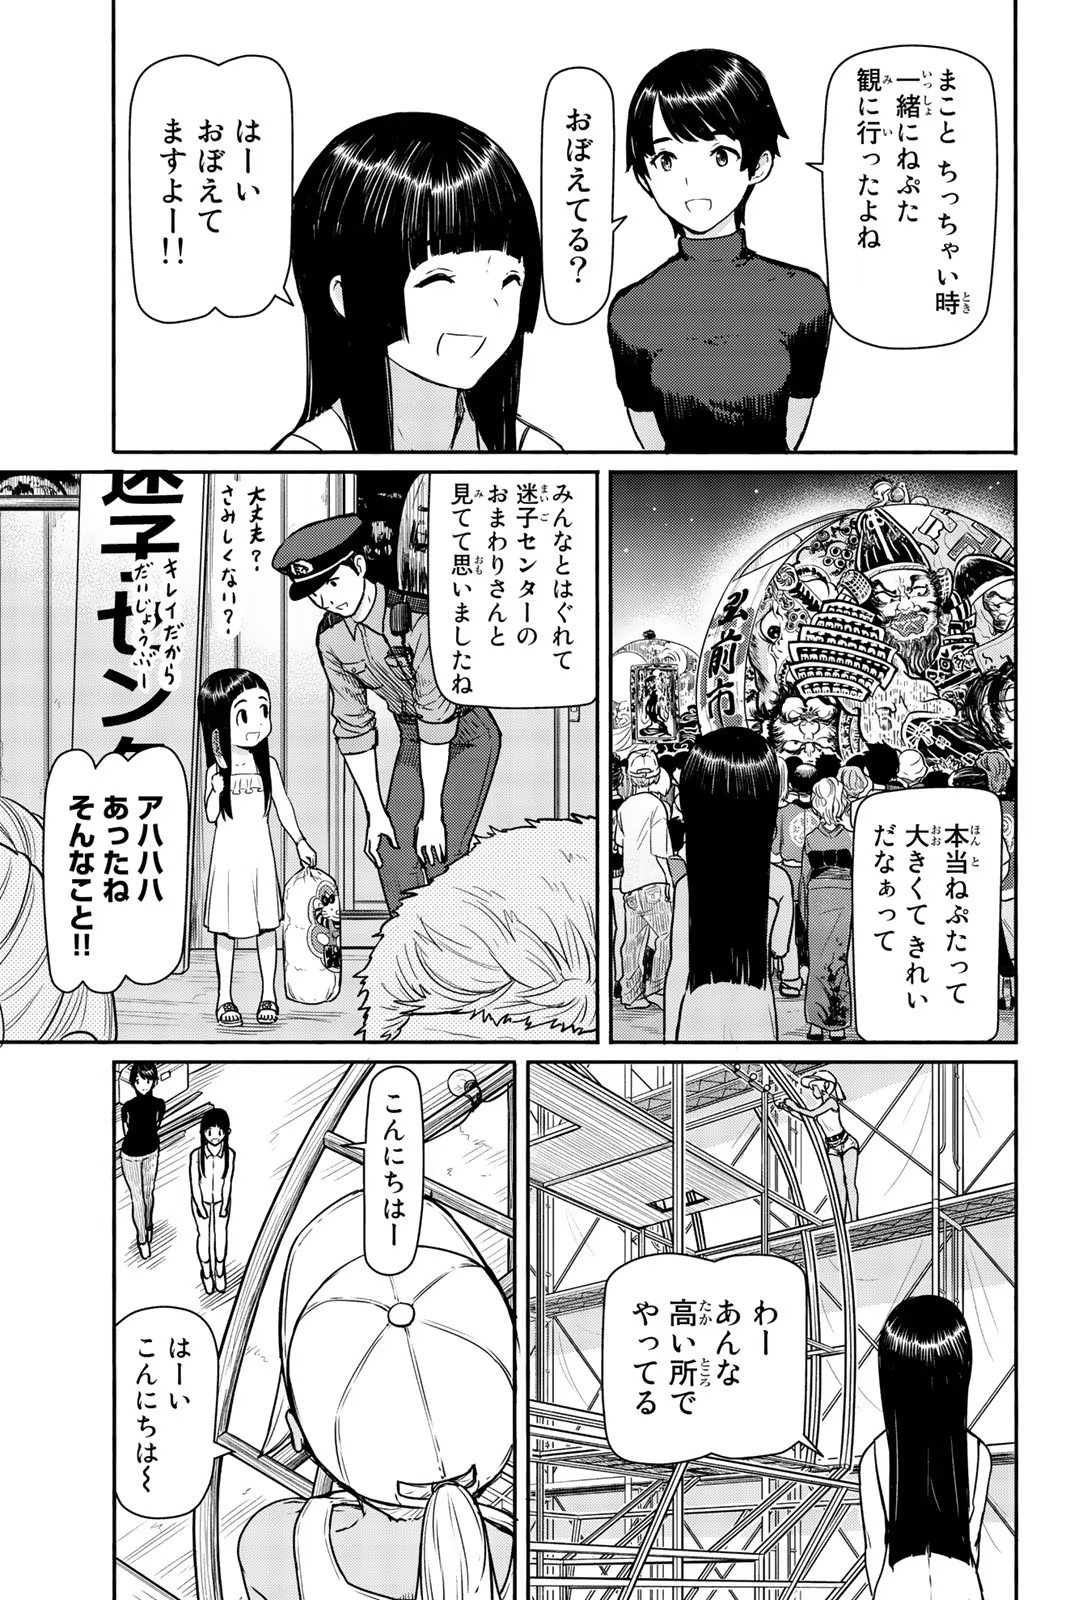 まこと ちっちゃい時
一緒にねぷた
観に行ったよね
おぼえてる?
はーい
おぼえて
ますよー!!
弘前市
本当ねぷたって
大きくて きれい
だなぁって
みんなとはぐれて
迷子センターの
おまわりさんと
見てて思いましたね
大丈夫?
さみしくない?
キレイだから
だいじょうぶー
迷子センタ
アハハハ
あったね
そんなこと!!
わー
あんな
高い所で
やってる
こんにちはー
はーい
こんにちは〜